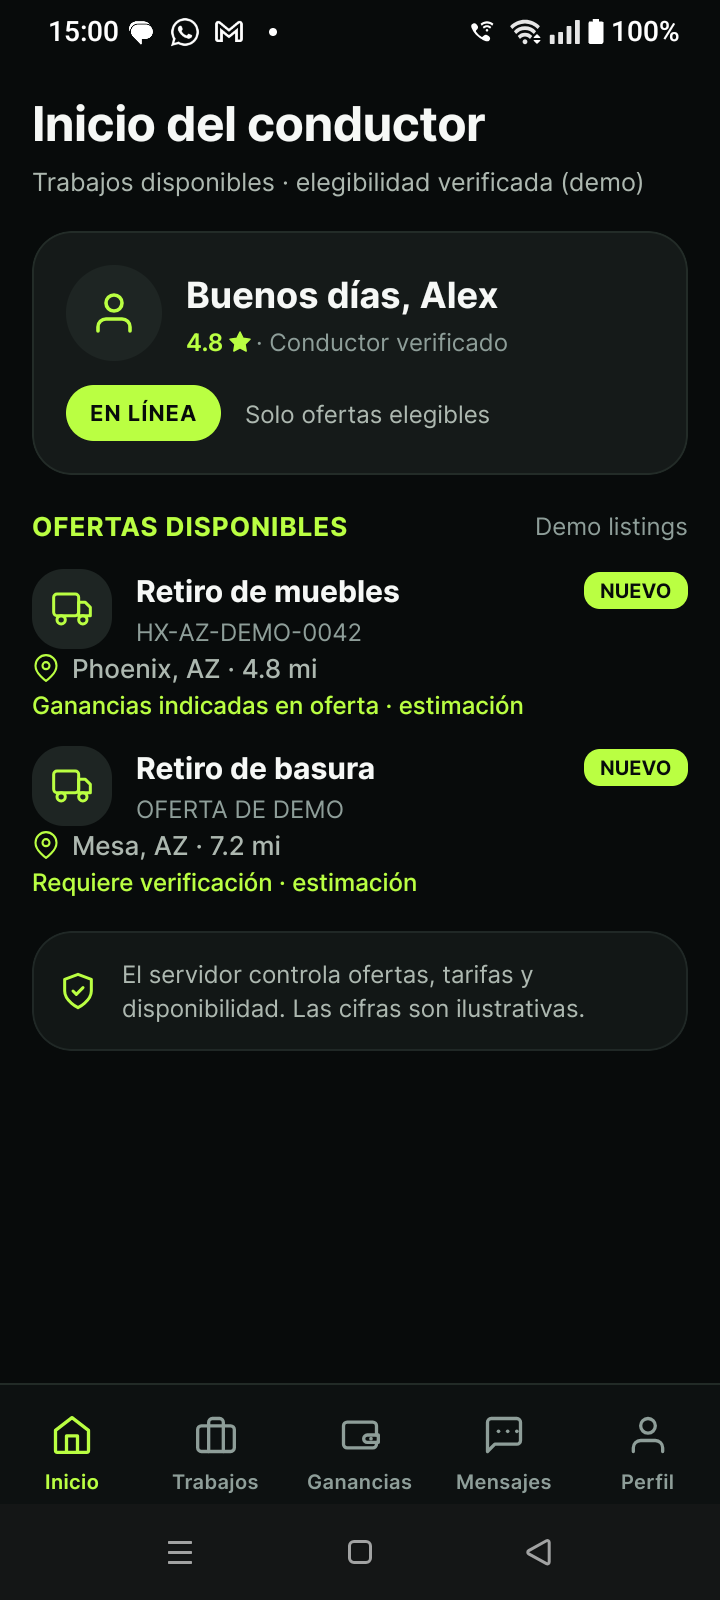 15:00
100%
Inicio del conductor
Trabajos disponibles · elegibilidad verificada (demo)
Buenos días, Alex
4.8 ★ · Conductor verificado
EN LÍNEA
Solo ofertas elegibles
OFERTAS DISPONIBLES
Demo listings
Retiro de muebles
NUEVO
HX-AZ-DEMO-0042
Phoenix, AZ · 4.8 mi
Ganancias indicadas en oferta · estimación
Retiro de basura
NUEVO
OFERTA DE DEMO
Mesa, AZ · 7.2 mi
Requiere verificación · estimación
El servidor controla ofertas, tarifas y
disponibilidad. Las cifras son ilustrativas.
Inicio
Trabajos
Ganancias
Mensajes
Perfil